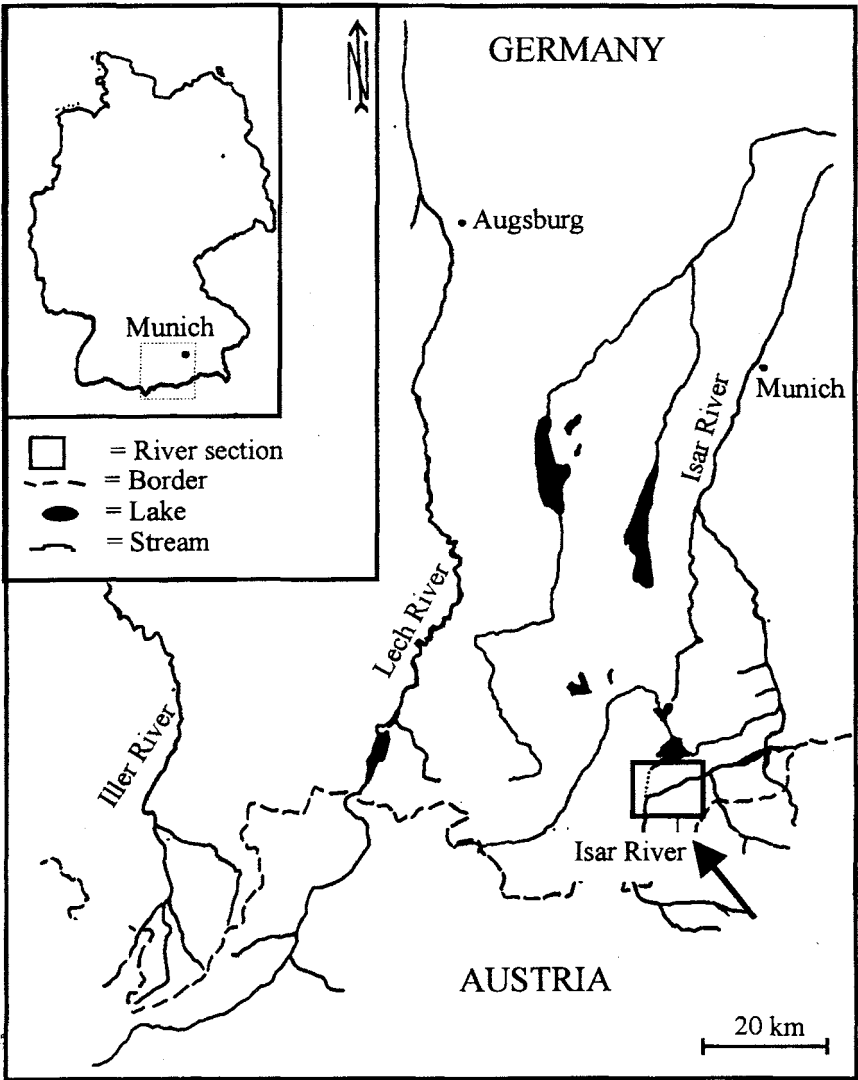 GERMANY
N
Augsburg
Munich
Munich
Isar River
= River section
= Border
= Lake
= Stream
Lech River
Iller River
Isar River
AUSTRIA
20 km